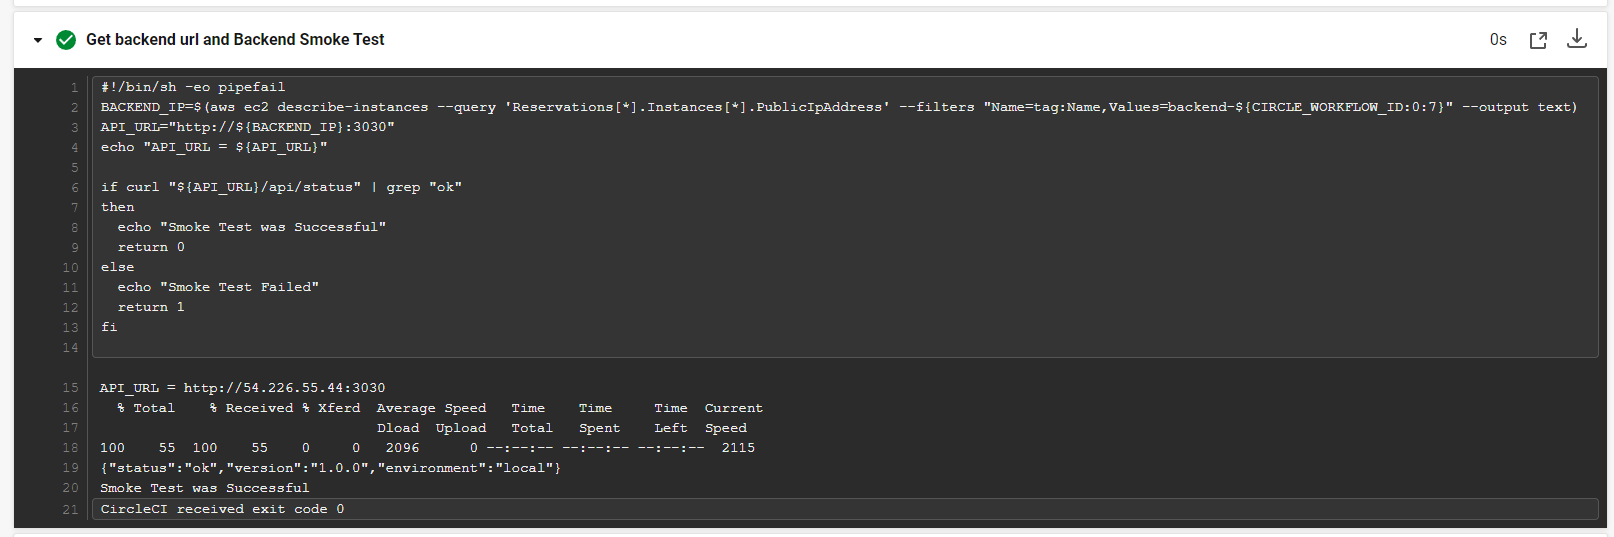 Get backend url and Backend Smoke Test 0s
1 #!/bin/sh -eo pipefail
2 BACKEND_IP=$(aws ec2 describe-instances --query 'Reservations[*].Instances[*].PublicIpAddress' --filters "Name=tag:Name,Values=backend-${CIRCLE_WORKFLOW_ID:0:7}" --output text)
3 API_URL="http://${BACKEND_IP}:3030"
4 echo "API_URL = ${API_URL}"
5
6 if curl "${API_URL}/api/status" | grep "ok"
7 then
8   echo "Smoke Test was Successful"
9   return 0
10 else
11   echo "Smoke Test Failed"
12   return 1
13 fi
14
15 API_URL = http://54.226.55.44:3030
16   % Total    % Received % Xferd  Average Speed   Time    Time     Time  Current
17                                  Dload  Upload   Total   Spent    Left  Speed
18 100    55  100    55    0     0   2096      0 --:--:-- --:--:-- --:--:--  2115
19 {"status":"ok","version":"1.0.0","environment":"local"}
20 Smoke Test was Successful
21 CircleCI received exit code 0